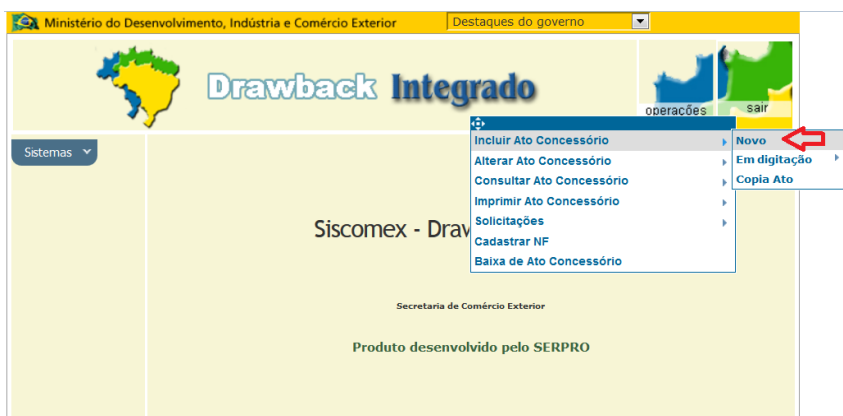 Ministério do Desenvolvimento, Indústria e Comércio Exterior
Destaques do governo
Drawback Integrado
operações
sair
Sistemas
Incluir Ato Concessório
Novo
Alterar Ato Concessório
Em digitação
Consultar Ato Concessório
Copia Ato
Imprimir Ato Concessório
Solicitações
Siscomex - Draw
Cadastrar NF
Baixa de Ato Concessório
Secretaria de Comércio Exterior
Produto desenvolvido pelo SERPRO